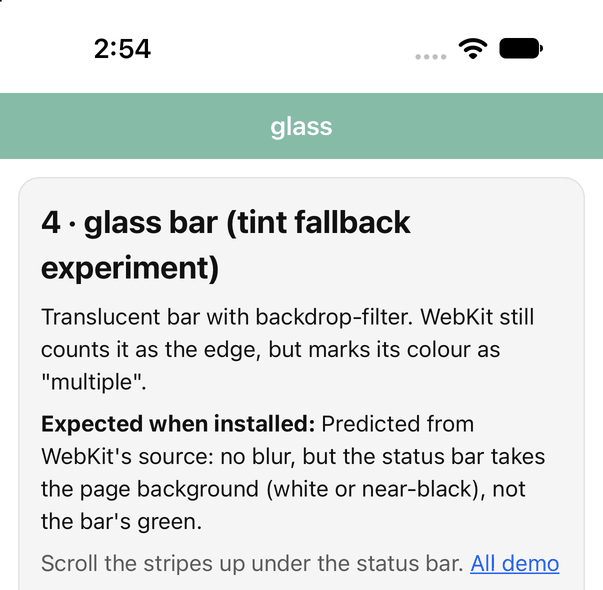 2:54
glass
4 · glass bar (tint fallback
experiment)
Translucent bar with backdrop-filter. WebKit still
counts it as the edge, but marks its colour as
"multiple".
Expected when installed: Predicted from
WebKit's source: no blur, but the status bar takes
the page background (white or near-black), not
the bar's green.
Scroll the stripes up under the status bar. All demo